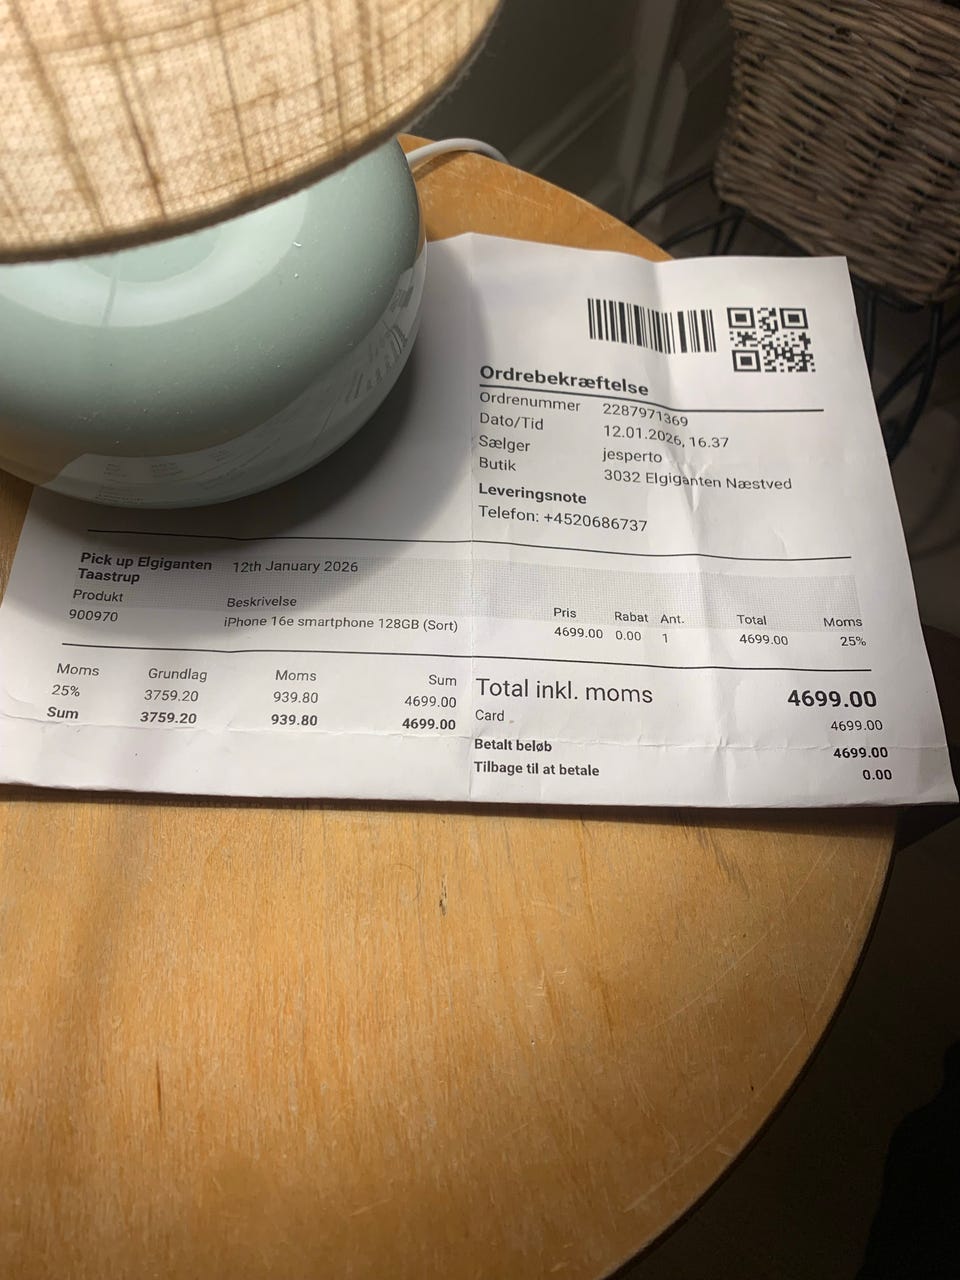 Ordrebekræftelse
Ordrenummer 2287971369
Dato/Tid 12.01.2026, 16.37
Sælger jesperto
Butik 3032 Elgiganten Næstved
Leveringsnote
Telefon: +4520686737
Pick up Elgiganten 12th January 2026
Taastrup
Produkt Beskrivelse Pris Rabat Ant. Total Moms
900970 iPhone 16e smartphone 128GB (Sort) 4699.00 0.00 1 4699.00 25%
Moms Grundlag Moms Sum
25% 3759.20 939.80 4699.00
Sum 3759.20 939.80 4699.00
Total inkl. moms 4699.00
Card 4699.00
Betalt beløb 4699.00
Tilbage til at betale 0.00